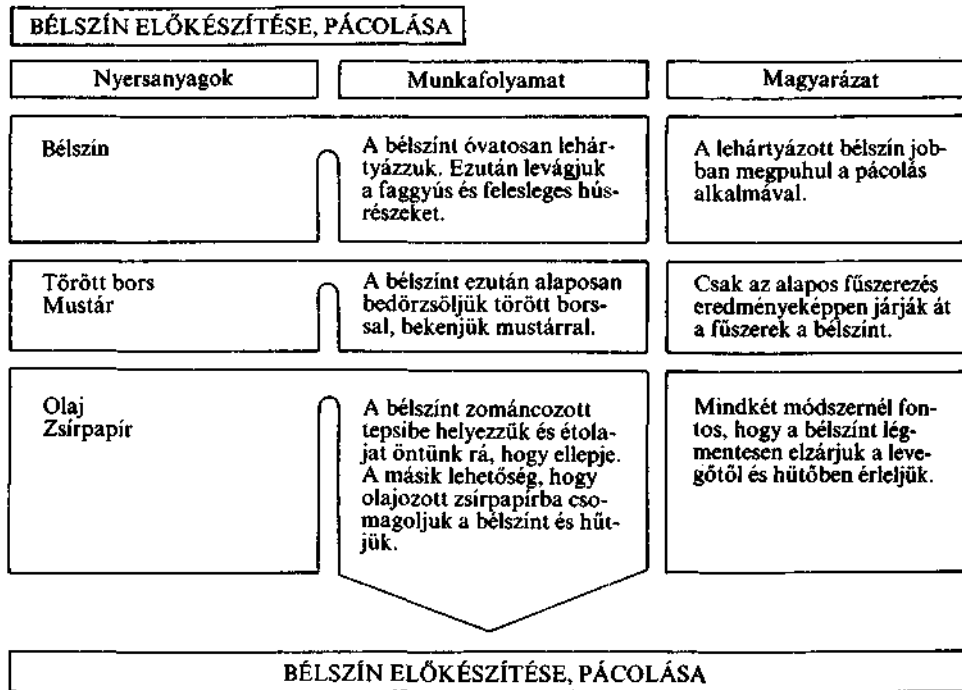 BÉLSZÍN ELŐKÉSZÍTÉSE, PÁCOLÁSA
Nyersanyagok
Munkafolyamat
Magyarázat
Bélszín
A bélszínt óvatosan lehár-
tyázzuk. Ezután levágjuk
a faggyús és felesleges hús-
részeket.
A lehártyázott bélszín job-
ban megpuhul a pácolás
alkalmával.
Törött bors
Mustár
A bélszínt ezután alaposan
bedörzsöljük törött bors-
sal, bekenjük mustárral.
Csak az alapos fűszerezés
eredményeképpen járják át
a fűszerek a bélszínt.
Olaj
Zsírpapír
A bélszínt zománcozott
tepsibe helyezzük és étola-
jat öntünk rá, hogy ellepje.
A másik lehetőség, hogy
olajozott zsírpapírba cso-
magoljuk a bélszínt és hűt-
jük.
Mindkét módszernél fon-
tos, hogy a bélszínt lég-
mentesen elzárjuk a leve-
gőtől és hűtőben érleljük.
BÉLSZÍN ELŐKÉSZÍTÉSE, PÁCOLÁSA